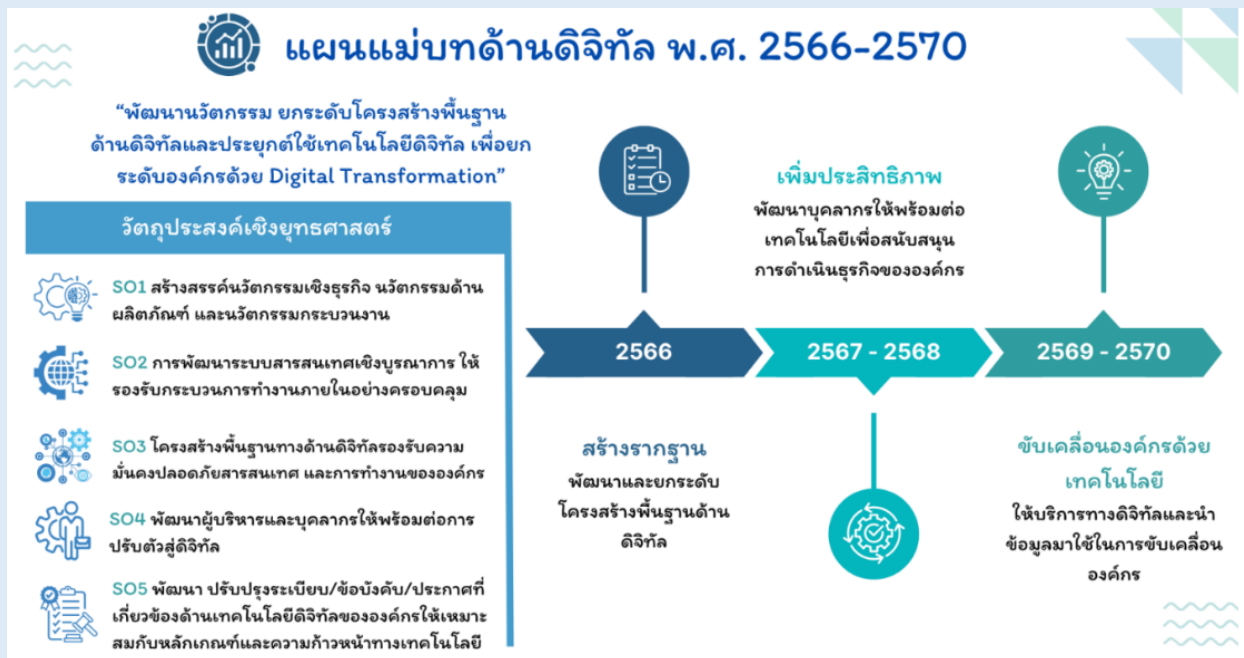 แผนแม่บทด้านดิจิทัล พ.ศ. 2566-2570
“พัฒนานวัตกรรม ยกระดับโครงสร้างพื้นฐาน
ด้านดิจิทัลและประยุกต์ใช้เทคโนโลยีดิจิทัล เพื่อยก
ระดับองค์กรด้วย Digital Transformation”
วัตถุประสงค์เชิงยุทธศาสตร์
SO1 สร้างสรรค์นวัตกรรมเชิงธุรกิจ นวัตกรรมด้าน
ผลิตภัณฑ์ และนวัตกรรมกระบวนงาน
SO2 การพัฒนาระบบสารสนเทศเชิงบูรณาการ ให้
รองรับกระบวนการทำงานภายในอย่างครอบคลุม
SO3 โครงสร้างพื้นฐานทางด้านดิจิทัลรองรับความ
มั่นคงปลอดภัยสารสนเทศ และการทำงานขององค์กร
SO4 พัฒนาผู้บริหารและบุคลากรให้พร้อมต่อการ
ปรับตัวสู่ดิจิทัล
SO5 พัฒนา ปรับปรุงระเบียบ/ข้อบังคับ/ประกาศที่
เกี่ยวข้องด้านเทคโนโลยีดิจิทัลขององค์กรให้เหมาะ
สมกับหลักเกณฑ์และความก้าวหน้าทางเทคโนโลยี
2566
สร้างรากฐาน
พัฒนาและยกระดับ
โครงสร้างพื้นฐานด้าน
ดิจิทัล
เพิ่มประสิทธิภาพ
พัฒนาบุคลากรให้พร้อมต่อ
เทคโนโลยีเพื่อสนับสนุน
การดำเนินธุรกิจขององค์กร
2567 - 2568
2569 - 2570
ขับเคลื่อนองค์กรด้วย
เทคโนโลยี
ให้บริการทางดิจิทัลและนำ
ข้อมูลมาใช้ในการขับเคลื่อน
องค์กร